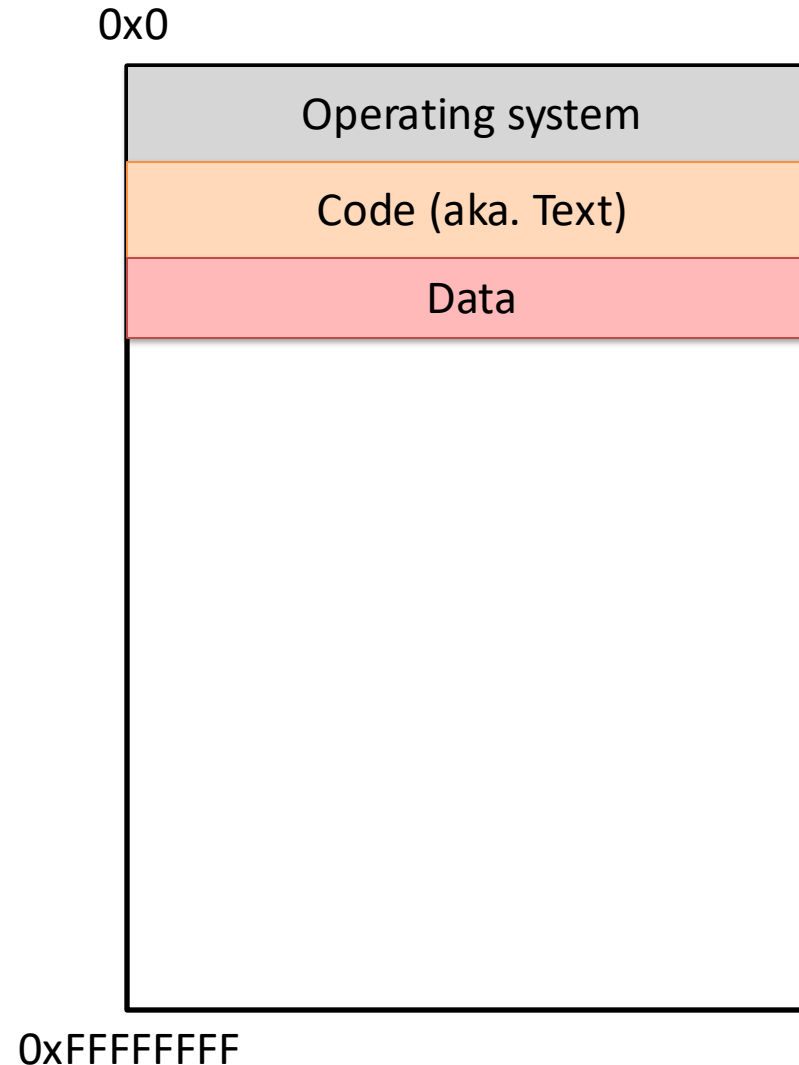 0x0
Operating system
Code (aka. Text)
Data
0xFFFFFFFF